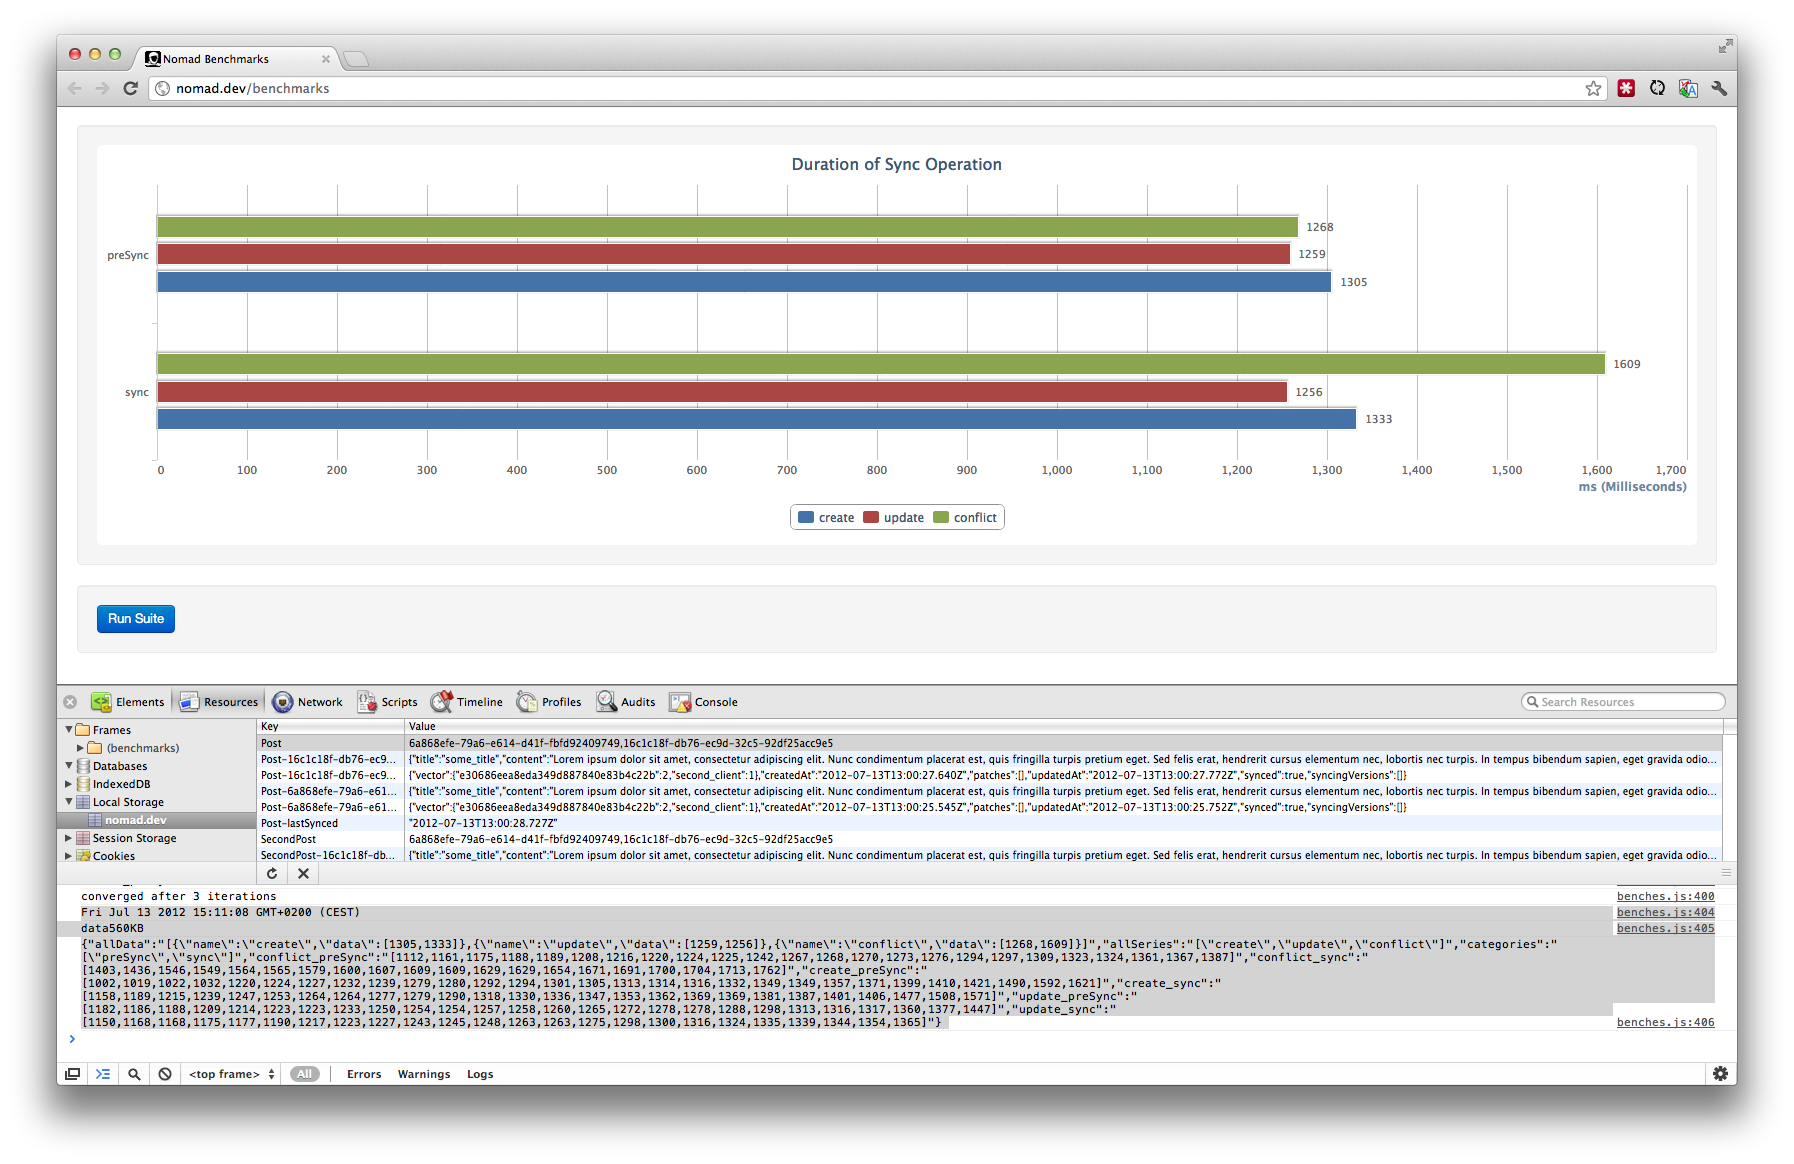 Nomad Benchmarks
nomad.dev/benchmarks
Duration of Sync Operation
1268
preSync
1259
1305
1609
sync
1256
1333
0 100 200 300 400 500 600 700 800 900 1,000 1,100 1,200 1,300 1,400 1,500 1,600 1,700
ms (Milliseconds)
create update conflict
Run Suite
Elements Resources Network Scripts Timeline Profiles Audits Console Search Resources
Frames
(benchmarks)
Databases
IndexedDB
Local Storage
nomad.dev
Session Storage
Cookies
Key Value
Post 6a868efe-79a6-e614-d41f-fbfd92409749,16c1c18f-db76-ec9d-32c5-92df25acc9e5
Post-16c1c18f-db76-ec9... {"title":"some_title","content":"Lorem ipsum dolor sit amet, consectetur adipiscing elit. Nunc condimentum placerat est, quis fringilla turpis pretium eget. Sed felis erat, hendrerit cursus elementum nec, lobortis nec turpis. In tempus bibendum sapien, eget gravida odio...
Post-16c1c18f-db76-ec9... {"vector":{"e30686eea8eda349d887840e83b4c22b":2,"second_client":1},"createdAt":"2012-07-13T13:00:27.640Z","patches":[],"updatedAt":"2012-07-13T13:00:27.772Z","synced":true,"syncingVersions":[]}
Post-6a868efe-79a6-e61... {"title":"some_title","content":"Lorem ipsum dolor sit amet, consectetur adipiscing elit. Nunc condimentum placerat est, quis fringilla turpis pretium eget. Sed felis erat, hendrerit cursus elementum nec, lobortis nec turpis. In tempus bibendum sapien, eget gravida odio...
Post-6a868efe-79a6-e61... {"vector":{"e30686eea8eda349d887840e83b4c22b":2,"second_client":1},"createdAt":"2012-07-13T13:00:25.545Z","patches":[],"updatedAt":"2012-07-13T13:00:25.752Z","synced":true,"syncingVersions":[]}
Post-lastSynced "2012-07-13T13:00:28.727Z"
SecondPost 6a868efe-79a6-e614-d41f-fbfd92409749,16c1c18f-db76-ec9d-32c5-92df25acc9e5
SecondPost-16c1c18f-db... {"title":"some_title","content":"Lorem ipsum dolor sit amet, consectetur adipiscing elit. Nunc condimentum placerat est, quis fringilla turpis pretium eget. Sed felis erat, hendrerit cursus elementum nec, lobortis nec turpis. In tempus bibendum sapien, eget gravida odio...
converged after 3 iterations benches.js:400
Fri Jul 13 2012 15:11:08 GMT+0200 (CEST) benches.js:404
data560KB benches.js:405
{"allData":"[{\"name\":\"create\",\"data\":[1305,1333]},{\"name\":\"update\",\"data\":[1259,1256]},{\"name\":\"conflict\",\"data\":[1268,1609]}]","allSeries":"[\"create\",\"update\",\"conflict\"]","categories":"
[\"preSync\",\"sync\"]","conflict_preSync":"[1112,1161,1175,1188,1189,1208,1216,1220,1224,1225,1242,1267,1268,1270,1273,1276,1294,1297,1309,1323,1324,1361,1367,1387]","conflict_sync":"
[1403,1436,1546,1549,1564,1565,1579,1600,1607,1609,1609,1629,1629,1654,1671,1691,1700,1704,1713,1762]","create_preSync":"
[1002,1019,1022,1032,1220,1224,1227,1232,1239,1279,1280,1292,1294,1301,1305,1313,1314,1316,1332,1349,1349,1357,1371,1399,1410,1421,1490,1592,1621]","create_sync":"
[1158,1189,1215,1239,1247,1253,1264,1264,1277,1279,1290,1318,1330,1336,1347,1353,1362,1369,1369,1381,1387,1401,1406,1477,1508,1571]","update_preSync":"
[1182,1186,1188,1209,1214,1223,1223,1233,1250,1254,1254,1257,1258,1260,1265,1272,1278,1278,1288,1298,1313,1316,1317,1360,1377,1447]","update_sync":"
[1150,1168,1168,1175,1177,1190,1217,1223,1227,1243,1245,1248,1263,1263,1275,1298,1300,1316,1324,1335,1339,1344,1354,1365]"} benches.js:406
<top frame> All Errors Warnings Logs